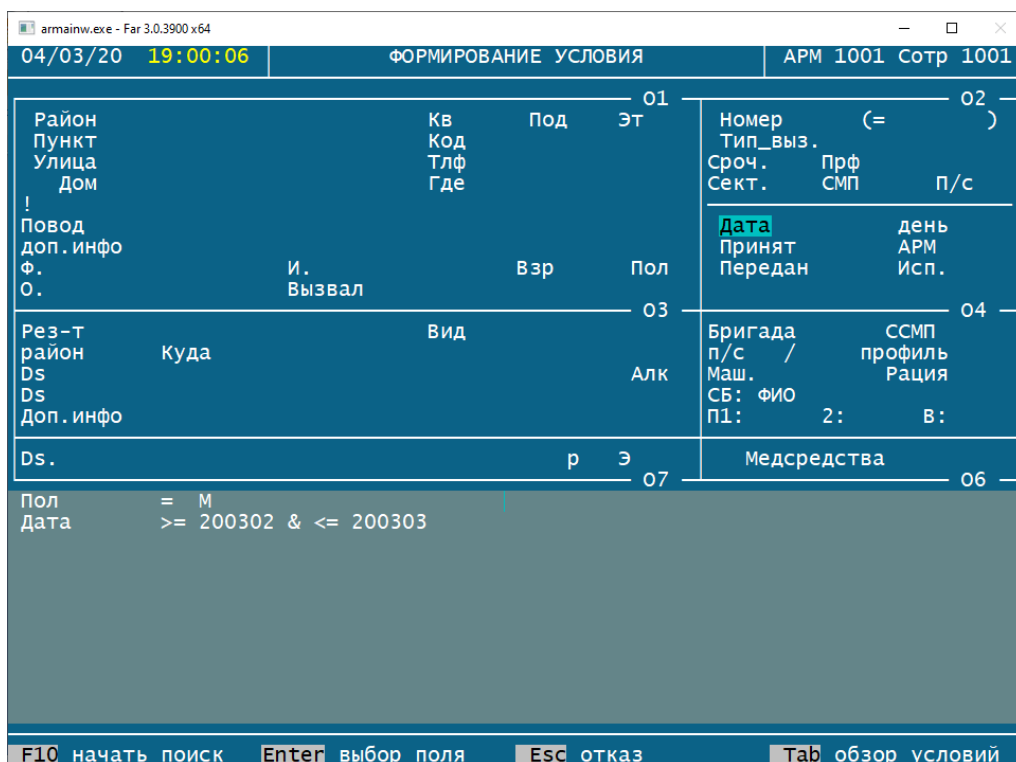 armainw.exe - Far 3.0.3900 x64
04/03/20 19:00:06 ФОРМИРОВАНИЕ УСЛОВИЯ АРМ 1001 Сотр 1001
О1 О2
Район Кв Под Эт Номер (= )
Пункт Код Тип_выз.
Улица Тлф Сроч. Прф
Дом Где Сект. СМП П/с
!
Повод Дата день
доп.инфо Принят АРМ
Ф. И. Взр Пол Передан Исп.
О. Вызвал
О3 О4
Рез-т Вид Бригада ССМП
район Куда п/с / профиль
Ds Алк Маш. Рация
Ds СБ: ФИО
Доп.инфо П1: 2: В:
Ds. р Э Медсредства
О7 О6
Пол = М
Дата >= 200302 & <= 200303
F10 начать поиск Enter выбор поля Esc отказ Tab обзор условий